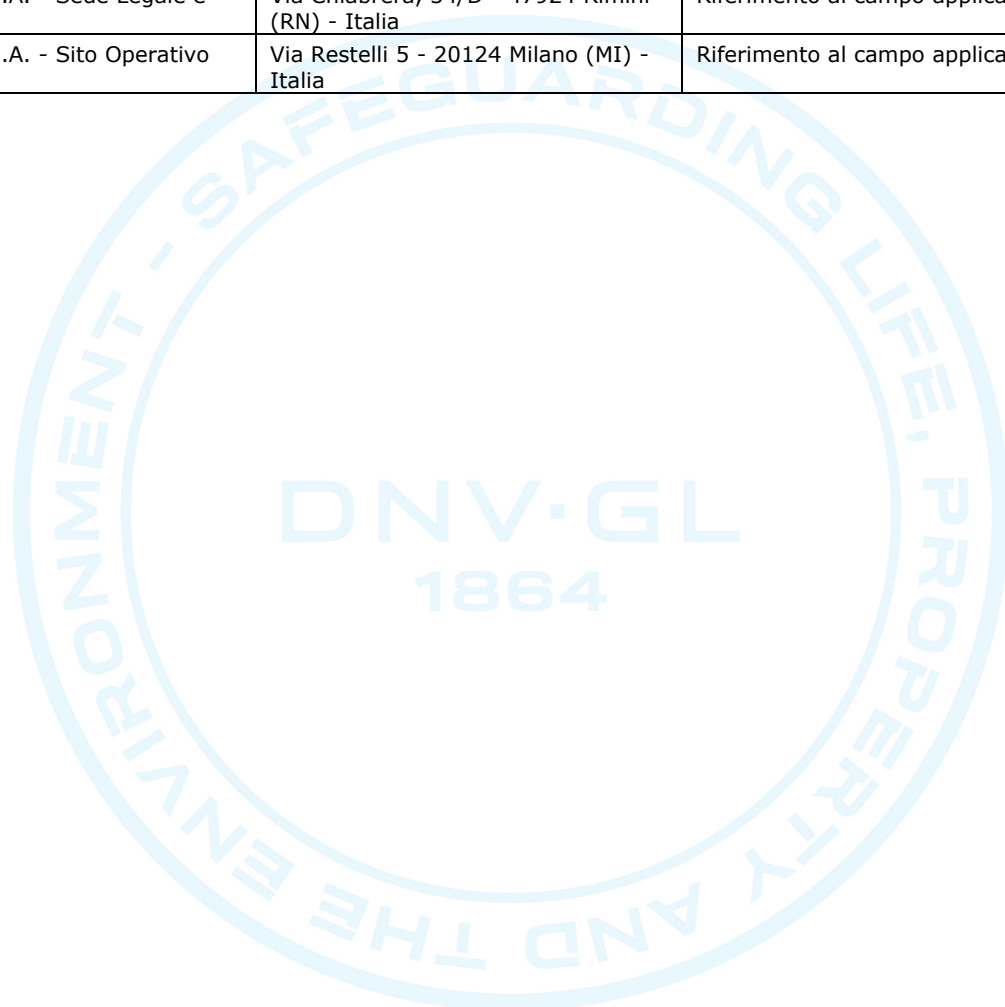 .A. - Sede Legale e
Via Chiabrera, 34/D - 47924 Rimini
(RN) - Italia
Riferimento al campo applica
.A. - Sito Operativo
Via Restelli 5 - 20124 Milano (MI) -
Italia
Riferimento al campo applica
SAFEGUARDING LIFE, PROPERTY AND THE ENVIRONMENT -
DNV·GL
1864